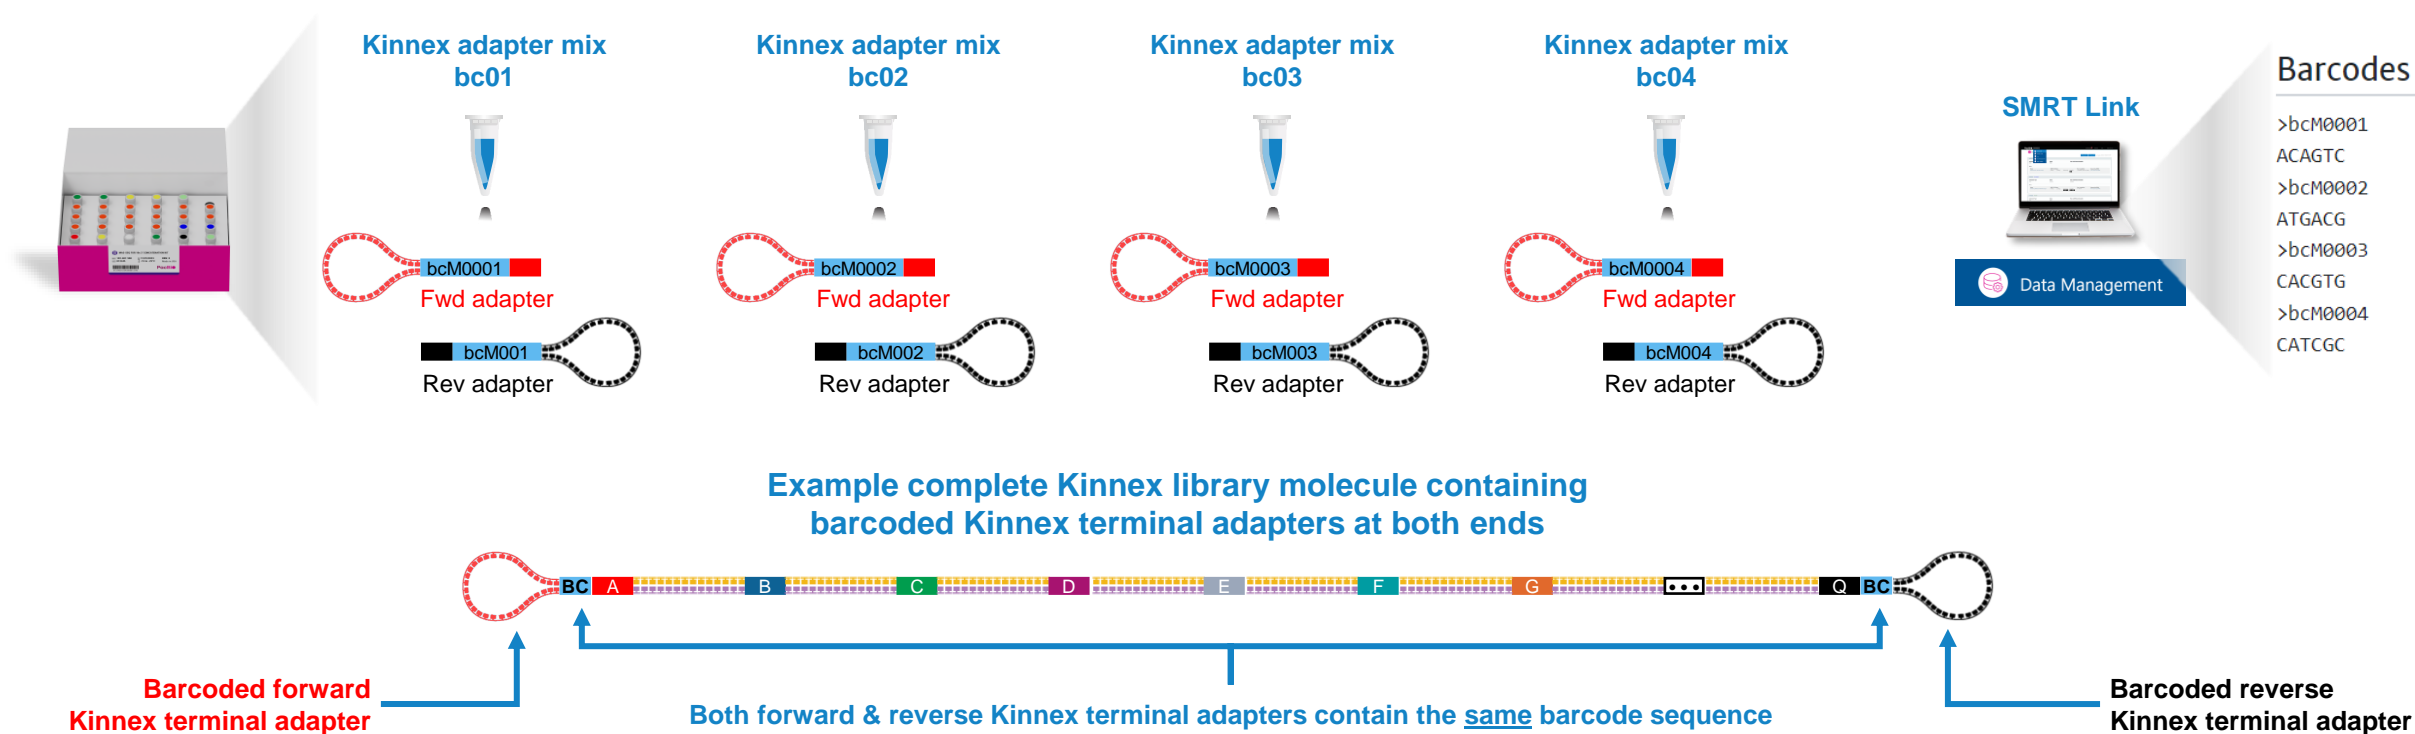 Kinnex adapter mix
bc01
Kinnex adapter mix
bc02
Kinnex adapter mix
bc03
Kinnex adapter mix
bc04
bcM0001
Fwd adapter
bcM001
Rev adapter
bcM0002
Fwd adapter
bcM002
Rev adapter
bcM0003
Fwd adapter
bcM003
Rev adapter
bcM0004
Fwd adapter
bcM004
Rev adapter
SMRT Link
Data Management
Barcodes
>bcM0001
ACAGTC
>bcM0002
ATGACG
>bcM0003
CACGTG
>bcM0004
CATCGC
Example complete Kinnex library molecule containing
barcoded Kinnex terminal adapters at both ends
BC A B C D E F G ••• Q BC
Barcoded forward
Kinnex terminal adapter
Both forward & reverse Kinnex terminal adapters contain the same barcode sequence
Barcoded reverse
Kinnex terminal adapter